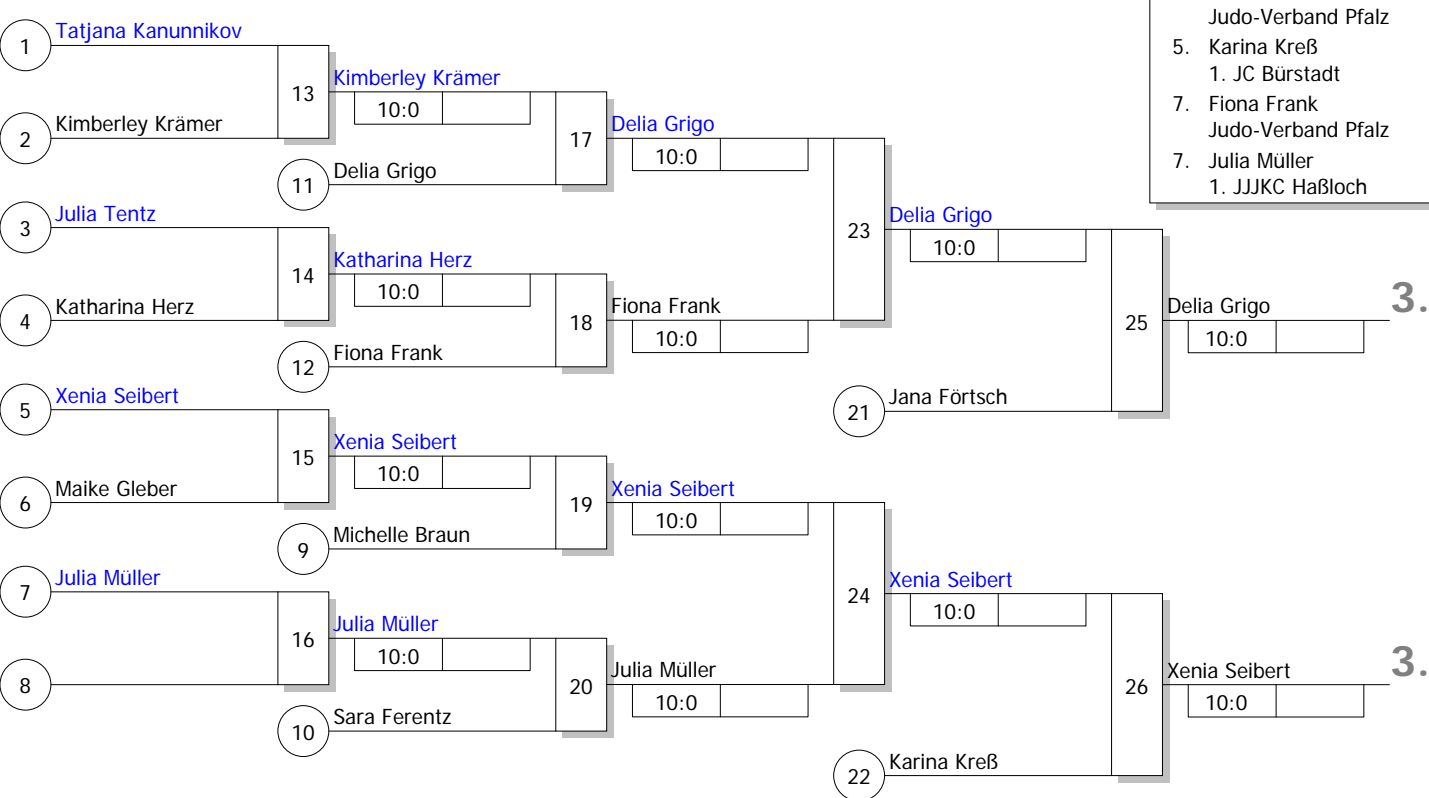 Judo-Verband Pfalz
5. Karina Kreß
1. JC Bürstadt
7. Fiona Frank
Judo-Verband Pfalz
7. Julia Müller
1. JJJKC Haßloch
1 Tatjana Kanunnikov
13 Kimberley Krämer
10:0
2 Kimberley Krämer
17 Delia Grigo
10:0
11 Delia Grigo
3 Julia Tentz
23 Delia Grigo
10:0
14 Katharina Herz
10:0
4 Katharina Herz
18 Fiona Frank
10:0
25 Delia Grigo 3.
10:0
12 Fiona Frank
5 Xenia Seibert
21 Jana Förtsch
15 Xenia Seibert
10:0
6 Maike Gleber
19 Xenia Seibert
10:0
9 Michelle Braun
7 Julia Müller
24 Xenia Seibert
10:0
16 Julia Müller
10:0
8
20 Julia Müller
10:0
26 Xenia Seibert 3.
10:0
10 Sara Ferentz
22 Karina Kreß